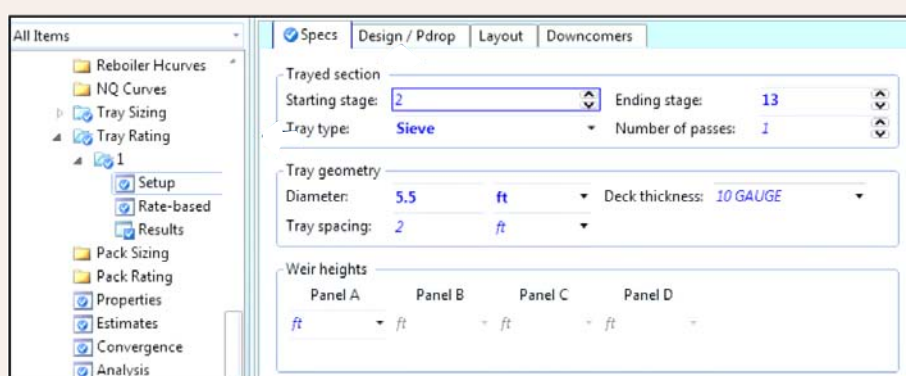 All Items
Reboiler Hcurves
NQ Curves
Tray Sizing
Tray Rating
1
Setup
Rate-based
Results
Pack Sizing
Pack Rating
Properties
Estimates
Convergence
Analysis
Specs Design / Pdrop Layout Downcomers
Trayed section
Starting stage: 2 Ending stage: 13
Tray type: Sieve Number of passes: 1
Tray geometry
Diameter: 5.5 ft Deck thickness: 10 GAUGE
Tray spacing: 2 ft
Weir heights
Panel A Panel B Panel C Panel D
ft ft ft ft